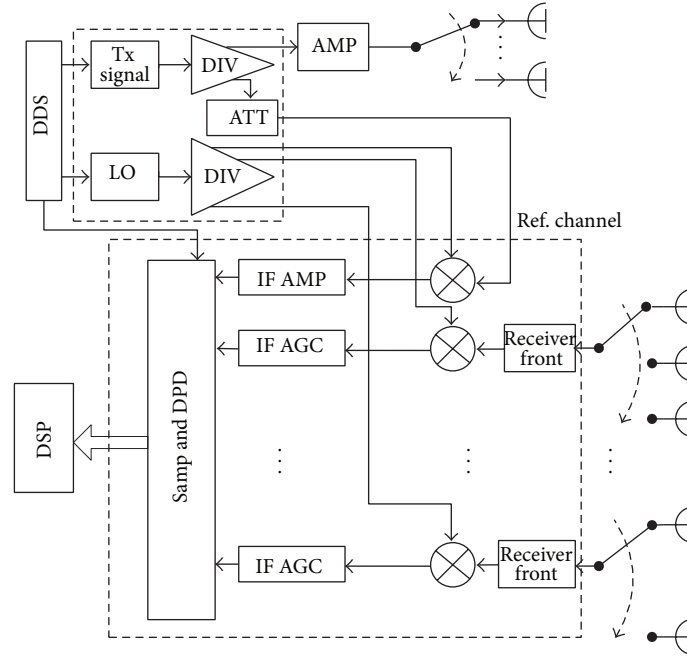 Tx
signal
DIV
AMP
DDS
ATT
LO
DIV
Ref. channel
IF AMP
IF AGC
Receiver
front
DSP
Samp and DPD
IF AGC
Receiver
front